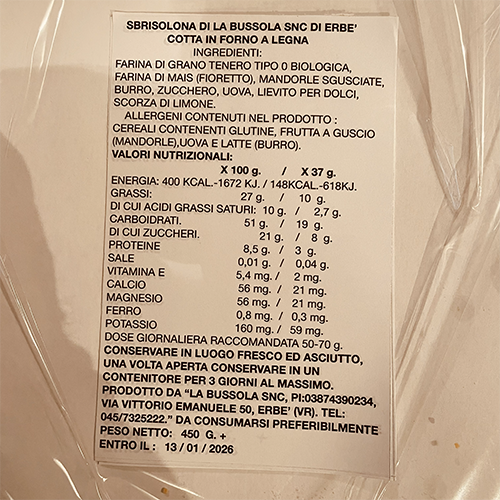 SBRISOLONA DI LA BUSSOLA SNC DI ERBE'
COTTA IN FORNO A LEGNA
INGREDIENTI:
FARINA DI GRANO TENERO TIPO 0 BIOLOGICA,
FARINA DI MAIS (FIORETTO), MANDORLE SGUSCIATE,
BURRO, ZUCCHERO, UOVA, LIEVITO PER DOLCI,
SCORZA DI LIMONE.
ALLERGENI CONTENUTI NEL PRODOTTO :
CEREALI CONTENENTI GLUTINE, FRUTTA A GUSCIO
(MANDORLE),UOVA E LATTE (BURRO).
VALORI NUTRIZIONALI:
X 100 g. / X 37 g.
ENERGIA: 400 KCAL.-1672 KJ. / 148KCAL.-618KJ.
GRASSI: 27 g. / 10 g.
DI CUI ACIDI GRASSI SATURI: 10 g. / 2,7 g.
CARBOIDRATI. 51 g. / 19 g.
DI CUI ZUCCHERI. 21 g. / 8 g.
PROTEINE 8,5 g. / 3 g.
SALE 0,01 g. / 0,04 g.
VITAMINA E 5,4 mg. / 2 mg.
CALCIO 56 mg. / 21 mg.
MAGNESIO 56 mg. / 21 mg.
FERRO 0,8 mg. / 0,3 mg.
POTASSIO 160 mg. / 59 mg.
DOSE GIORNALIERA RACCOMANDATA 50-70 g.
CONSERVARE IN LUOGO FRESCO ED ASCIUTTO,
UNA VOLTA APERTA CONSERVARE IN UN
CONTENITORE PER 3 GIORNI AL MASSIMO.
PRODOTTO DA “LA BUSSOLA SNC, PI:03874390234,
VIA VITTORIO EMANUELE 50, ERBE' (VR). TEL:
045/7325222.” DA CONSUMARSI PREFERIBILMENTE
PESO NETTO: 450 G. +
ENTRO IL : 13 / 01 / 2026